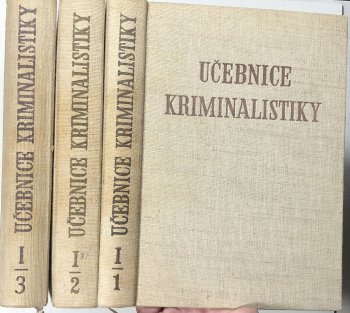 UČEBNICE KRIMINALISTIKY I/3
UČEBNICE KRIMINALISTIKY I/2
UČEBNICE KRIMINALISTIKY I/1
UČEBNICE
KRIMINALISTIKY